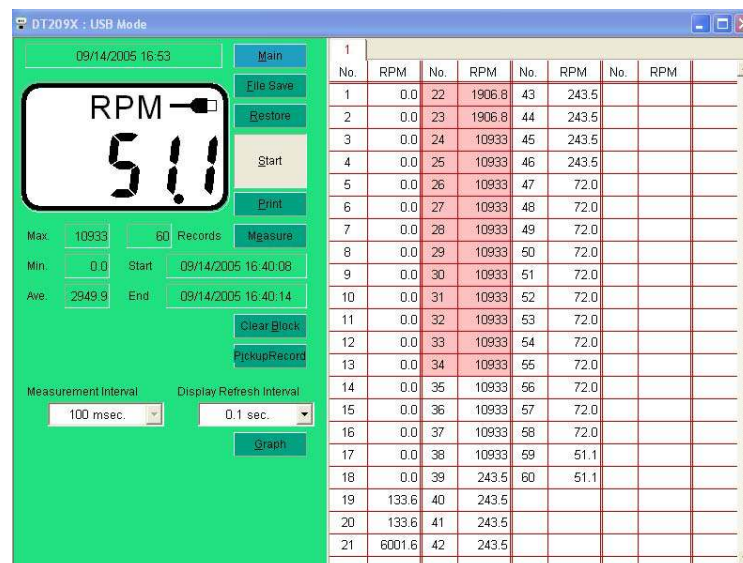 DT209X : USB Mode
09/14/2005 16:53
Main
File Save
Restore
RPM
51.1
Start
Print
Max. 10933 60 Records Measure
Min. 0.0 Start 09/14/2005 16:40:08
Ave. 2949.9 End 09/14/2005 16:40:14
Clear Block
PickupRecord
Measurement Interval Display Refresh Interval
100 msec. 0.1 sec.
Graph
1
No. RPM No. RPM No. RPM No. RPM
1 0.0 22 1906.8 43 243.5
2 0.0 23 1906.8 44 243.5
3 0.0 24 10933 45 243.5
4 0.0 25 10933 46 243.5
5 0.0 26 10933 47 72.0
6 0.0 27 10933 48 72.0
7 0.0 28 10933 49 72.0
8 0.0 29 10933 50 72.0
9 0.0 30 10933 51 72.0
10 0.0 31 10933 52 72.0
11 0.0 32 10933 53 72.0
12 0.0 33 10933 54 72.0
13 0.0 34 10933 55 72.0
14 0.0 35 10933 56 72.0
15 0.0 36 10933 57 72.0
16 0.0 37 10933 58 72.0
17 0.0 38 10933 59 51.1
18 0.0 39 243.5 60 51.1
19 133.6 40 243.5
20 133.6 41 243.5
21 6001.6 42 243.5